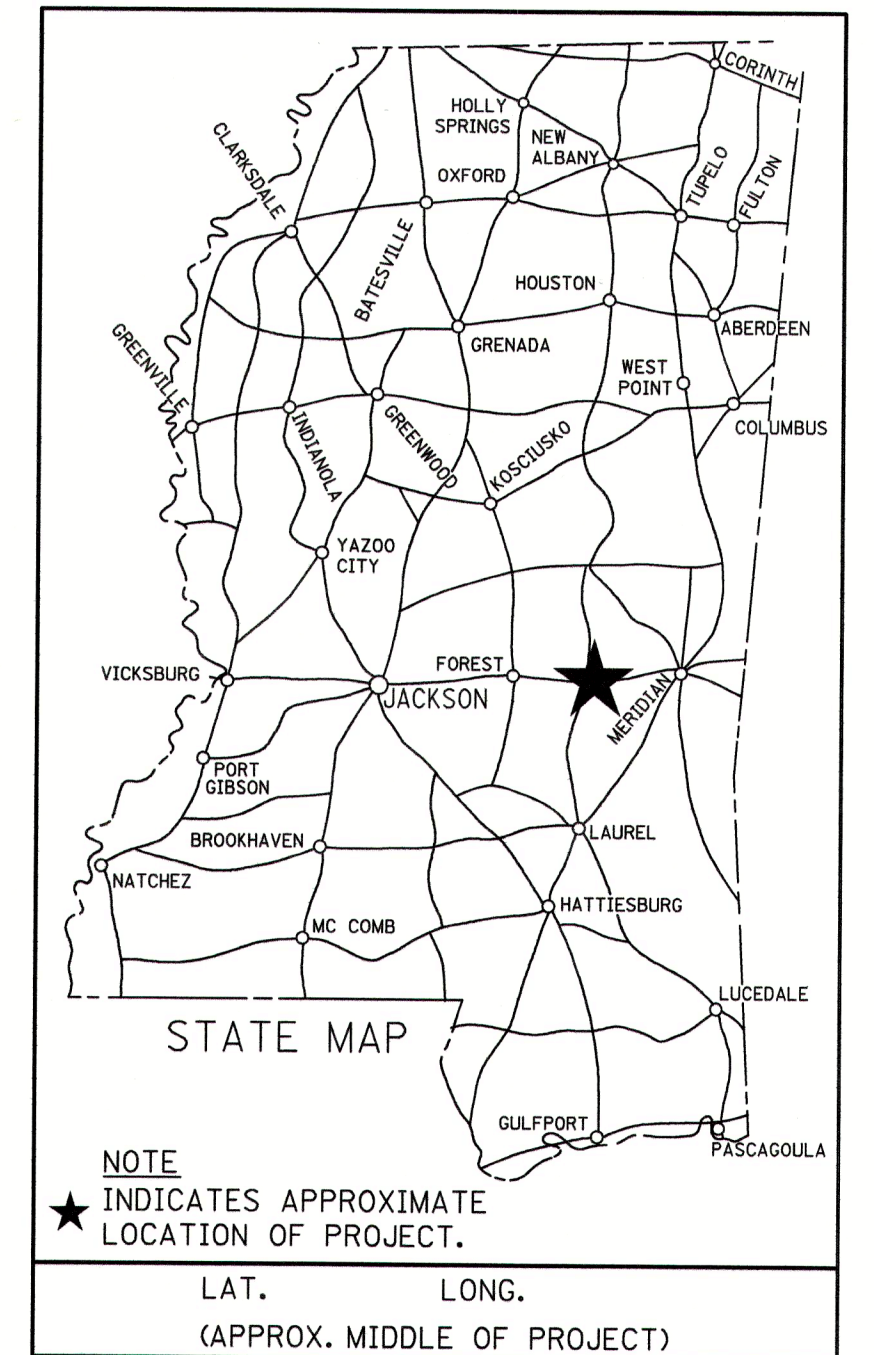 CORINTH
HOLLY
SPRINGS
NEW
ALBANY
CLARKSDALE
OXFORD
TUPELO
FULTON
BATESVILLE
HOUSTON
GREENVILLE
ABERDEEN
GRENADA
WEST
POINT
INDIANOLA
GREENWOOD
KOSCIUSKO
COLUMBUS
YAZOO
CITY
VICKSBURG
FOREST
JACKSON
MERIDIAN
PORT
GIBSON
BROOKHAVEN
LAUREL
NATCHEZ
HATTIESBURG
MC COMB
LUCEDALE
STATE MAP
GULFPORT
PASCAGOULA
NOTE
INDICATES APPROXIMATE
LOCATION OF PROJECT.
LAT. LONG.
(APPROX. MIDDLE OF PROJECT)